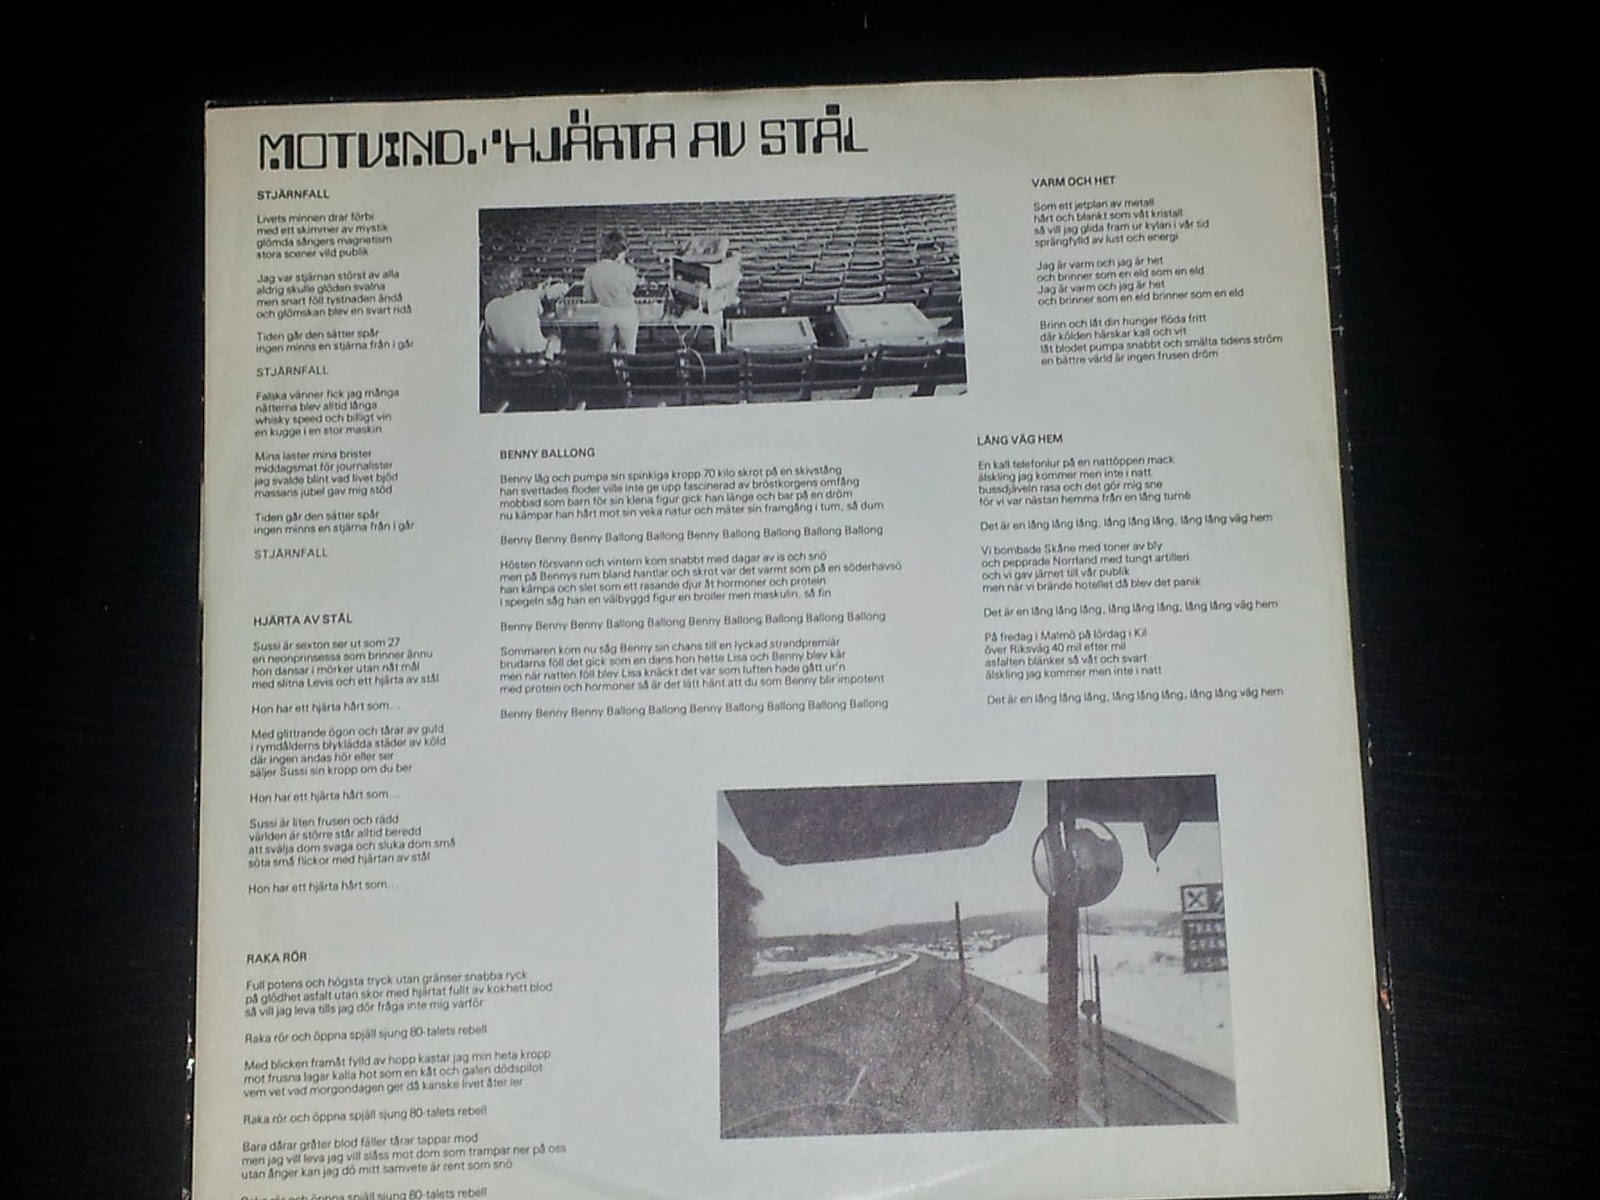 MOTVIND."HJÄRTA AV STÅL
STJÄRNFALL
Livets minnen drar förbi
med ett skimmer av mystik
glömda sångers magnetism
stora scener vild publik
Jag var stjärnan störst av alla
aldrig skulle glöden svalna
men snart föll tystnaden ändå
och glömskan blev en svart ridå
Tiden går den sätter spår
ingen minns en stjärna från i går
STJÄRNFALL
Falska vänner fick jag många
nätterna blev alltid långa
whisky speed och billigt vin
en kugge i en stor maskin
Mina laster mina brister
middagsmat för journalister
jag svalde blint vad livet bjöd
massans jubel gav mig stöd
Tiden går den sätter spår
ingen minns en stjärna från i går
STJÄRNFALL
HJÄRTA AV STÅL
Sussi är sexton ser ut som 27
en neonprinsessa som brinner ännu
hon dansar i mörker utan nåt mål
med slitna Levis och ett hjärta av stål
Hon har ett hjärta hårt som...
Med glittrande ögon och tårar av guld
i rymdålderns blyklädda städer av köld
där ingen andas hör eller ser
säljer Sussi sin kropp om du ber
Hon har ett hjärta hårt som...
Sussi är liten frusen och rädd
världen är större står alltid beredd
att svälja dom svaga och sluka dom små
söta små flickor med hjärtan av stål
Hon har ett hjärta hårt som...
RAKA RÖR
Full potens och högsta tryck utan gränser snabba ryck
på glödhet asfalt utan skor med hjärtat fullt av kokhett blod
så vill jag leva tills jag dör fråga inte mig varför
Raka rör och öppna spjäll sjung 80-talets rebell
Med blicken framåt fylld av hopp kastar jag min heta kropp
mot frusna lagar kalla hot som en kåt och galen dödspilot
vem vet vad morgondagen ger då kanske livet åter ler
Raka rör och öppna spjäll sjung 80-talets rebell
Bara dårar gråter blod fäller tårar tappar mod
men jag vill leva jag vill slåss mot dom som trampar ner på oss
utan ånger kan jag dö mitt samvete är rent som snö
Raka rör och öppna spjäll sjung 80-talets rebell
BENNY BALLONG
Benny låg och pumpa sin spinkiga kropp 70 kilo skrot på en skivstång
han svettades floder ville inte ge upp fascinerad av bröstkorgens omfång
mobbad som barn för sin klena figur gick han länge och bar på en dröm
nu kämpar han hårt mot sin veka natur och mäter sin framgång i tum, så dum
Benny Benny Benny Ballong Ballong Benny Ballong Ballong Ballong Ballong
Hösten försvann och vintern kom snabbt med dagar av is och snö
men på Bennys rum bland hantlar och skrot var det varmt som på en söderhavsö
han kämpa och slet som ett rasande djur åt hormoner och protein
i spegeln såg han en välbyggd figur en broiler men maskulin, så fin
Benny Benny Benny Ballong Ballong Benny Ballong Ballong Ballong Ballong
Sommaren kom nu såg Benny sin chans till en lyckad strandpremiär
brudarna föll det gick som en dans hon hette Lisa och Benny blev kär
men när natten föll blev Lisa knäckt det var som luften hade gått ur'n
med protein och hormoner så är det lätt hänt att du som Benny blir impotent
Benny Benny Benny Ballong Ballong Benny Ballong Ballong Ballong Ballong
VARM OCH HET
Som ett jetplan av metall
hårt och blankt som våt kristall
så vill jag glida fram ur kylan i vår tid
sprängfylld av lust och energi
Jag är varm och jag är het
och brinner som en eld som en eld
Jag är varm och jag är het
och brinner som en eld brinner som en eld
Brinn och låt din hunger flöda fritt
där kölden härskar kall och vit
låt blodet pumpa snabbt och smälta tidens ström
en bättre värld är ingen frusen dröm
LÅNG VÄG HEM
En kall telefonlur på en nattöppen mack
älskling jag kommer men inte i natt
bussdjäveln rasa och det gör mig sne
för vi var nästan hemma från en lång turné
Det är en lång lång lång, lång lång lång, lång lång väg hem
Vi bombade Skåne med toner av bly
och pepprade Norrland med tungt artilleri
och vi gav järnet till vår publik
men när vi brände hotellet då blev det panik
Det är en lång lång lång, lång lång lång, lång lång väg hem
På fredag i Malmö på lördag i Kil
över Riksväg 40 mil efter mil
asfalten blänker så våt och svart
älskling jag kommer men inte i natt
Det är en lång lång lång, lång lång lång, lång lång väg hem